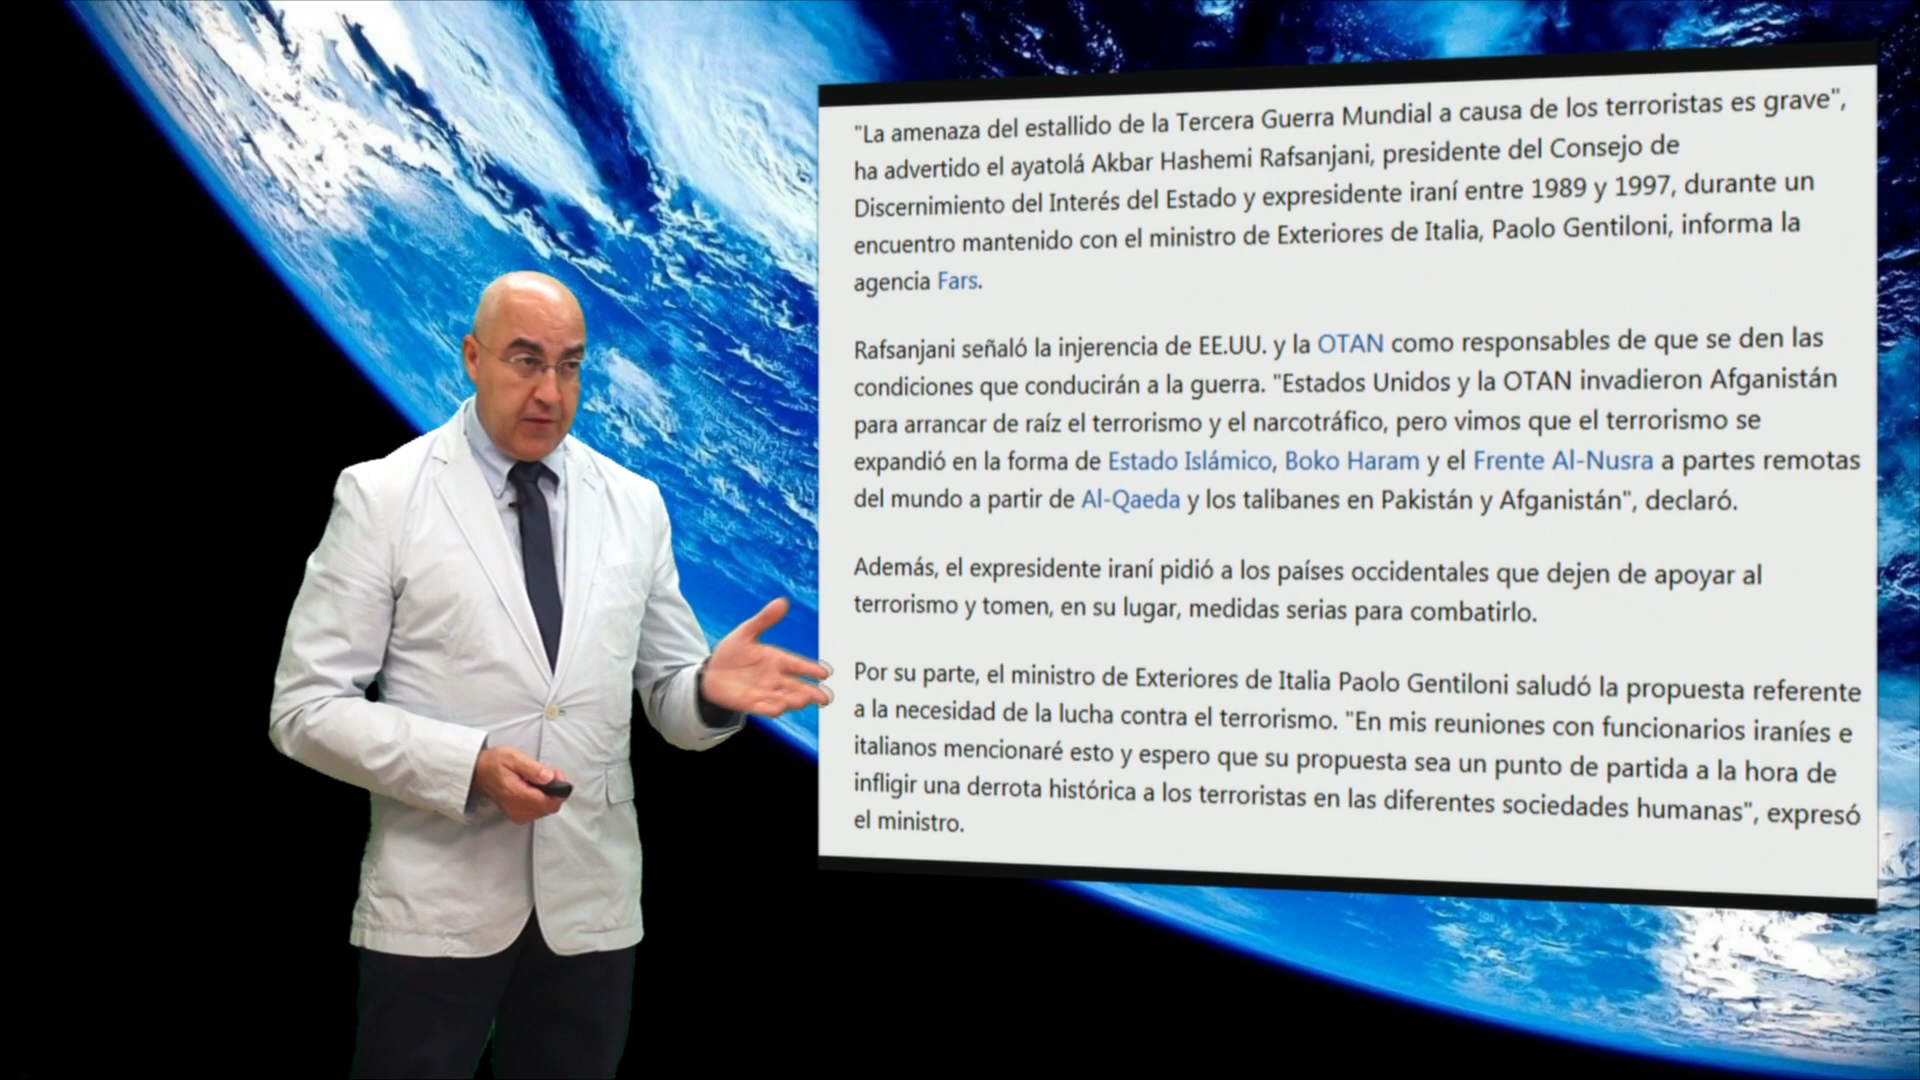 "La amenaza del estallido de la Tercera Guerra Mundial a causa de los terroristas es grave",
ha advertido el ayatolá Akbar Hashemi Rafsanjani, presidente del Consejo de
Discernimiento del Interés del Estado y expresidente iraní entre 1989 y 1997, durante un
encuentro mantenido con el ministro de Exteriores de Italia, Paolo Gentiloni, informa la
agencia Fars.
Rafsanjani señaló la injerencia de EE.UU. y la OTAN como responsables de que se den las
condiciones que conducirán a la guerra. "Estados Unidos y la OTAN invadieron Afganistán
para arrancar de raíz el terrorismo y el narcotráfico, pero vimos que el terrorismo se
expandió en la forma de Estado Islámico, Boko Haram y el Frente Al-Nusra a partes remotas
del mundo a partir de Al-Qaeda y los talibanes en Pakistán y Afganistán", declaró.
Además, el expresidente iraní pidió a los países occidentales que dejen de apoyar al
terrorismo y tomen, en su lugar, medidas serias para combatirlo.
Por su parte, el ministro de Exteriores de Italia Paolo Gentiloni saludó la propuesta referente
a la necesidad de la lucha contra el terrorismo. "En mis reuniones con funcionarios iraníes e
italianos mencionaré esto y espero que su propuesta sea un punto de partida a la hora de
infligir una derrota histórica a los terroristas en las diferentes sociedades humanas", expresó
el ministro.